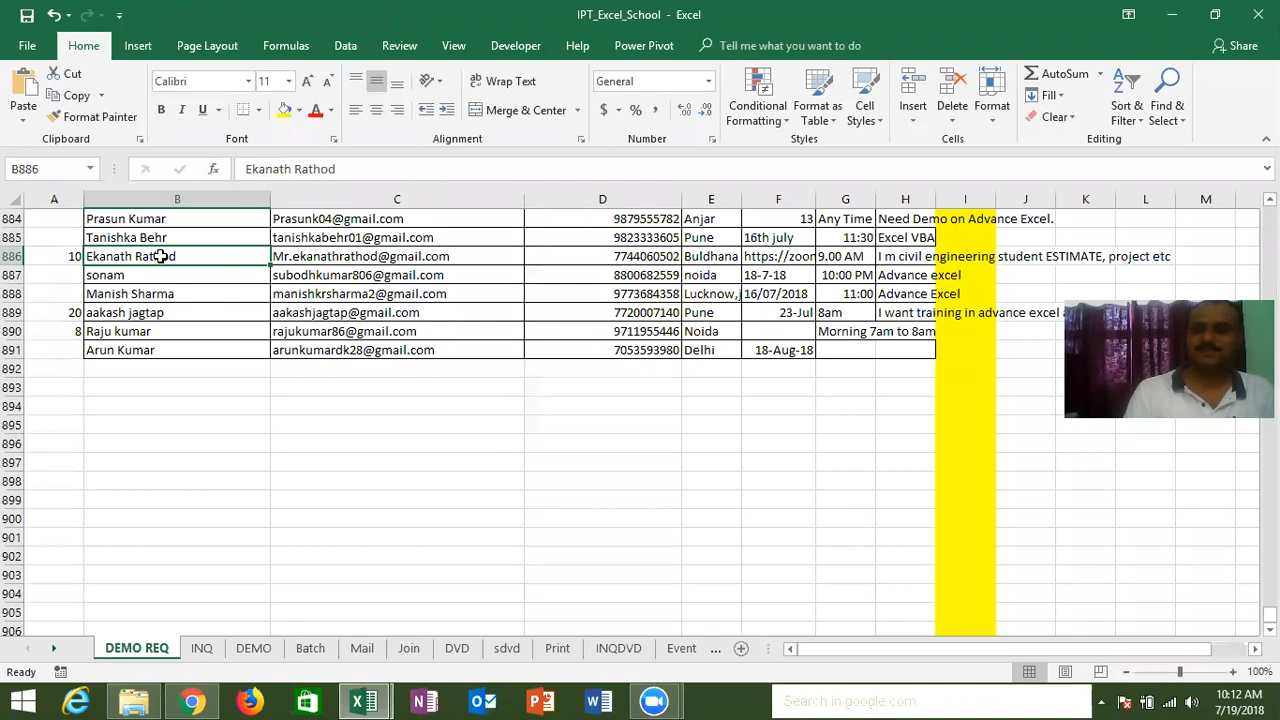 IPT_Excel_School - Excel
File Home Insert Page Layout Formulas Data Review View Developer Help Power Pivot Tell me what you want to do Share
Paste Cut Copy Format Painter Clipboard
Calibri 11 Font
Wrap Text Merge & Center Alignment
General Number
Conditional Formatting Format as Table Cell Styles Styles
Insert Delete Format Cells
AutoSum Fill Clear Sort & Filter Find & Select Editing
B886 Ekanath Rathod
A B C D E F G H I J K L M
884 Prasun Kumar Prasunk04@gmail.com 9879555782 Anjar 13 Any Time Need Demo on Advance Excel.
885 Tanishka Behr tanishkabehr01@gmail.com 9823333605 Pune 16th july 11:30 Excel VBA
886 10 Ekanath Rathod Mr.ekanathrathod@gmail.com 7744060502 Buldhana https://zoom 9.00 AM I m civil engineering student ESTIMATE, project etc
887 sonam subodhkumar806@gmail.com 8800682559 noida 18-7-18 10:00 PM Advance excel
888 Manish Sharma manishkrsharma2@gmail.com 9773684358 Lucknow,j 16/07/2018 11:00 Advance Excel
889 20 aakash jagtap aakashjagtap@gmail.com 7720007140 Pune 23-Jul 8am I want training in advance excel
890 8 Raju kumar rajukumar86@gmail.com 9711955446 Noida Morning 7am to 8am
891 Arun Kumar arunkumardk28@gmail.com 7053593980 Delhi 18-Aug-18
892
893
894
895
896
897
898
899
900
901
902
903
904
905
906
DEMO REQ INQ DEMO Batch Mail Join DVD sdvd Print INQDVD Event ...
Ready 100%
Search in google.com
10:12 AM
7/19/2018